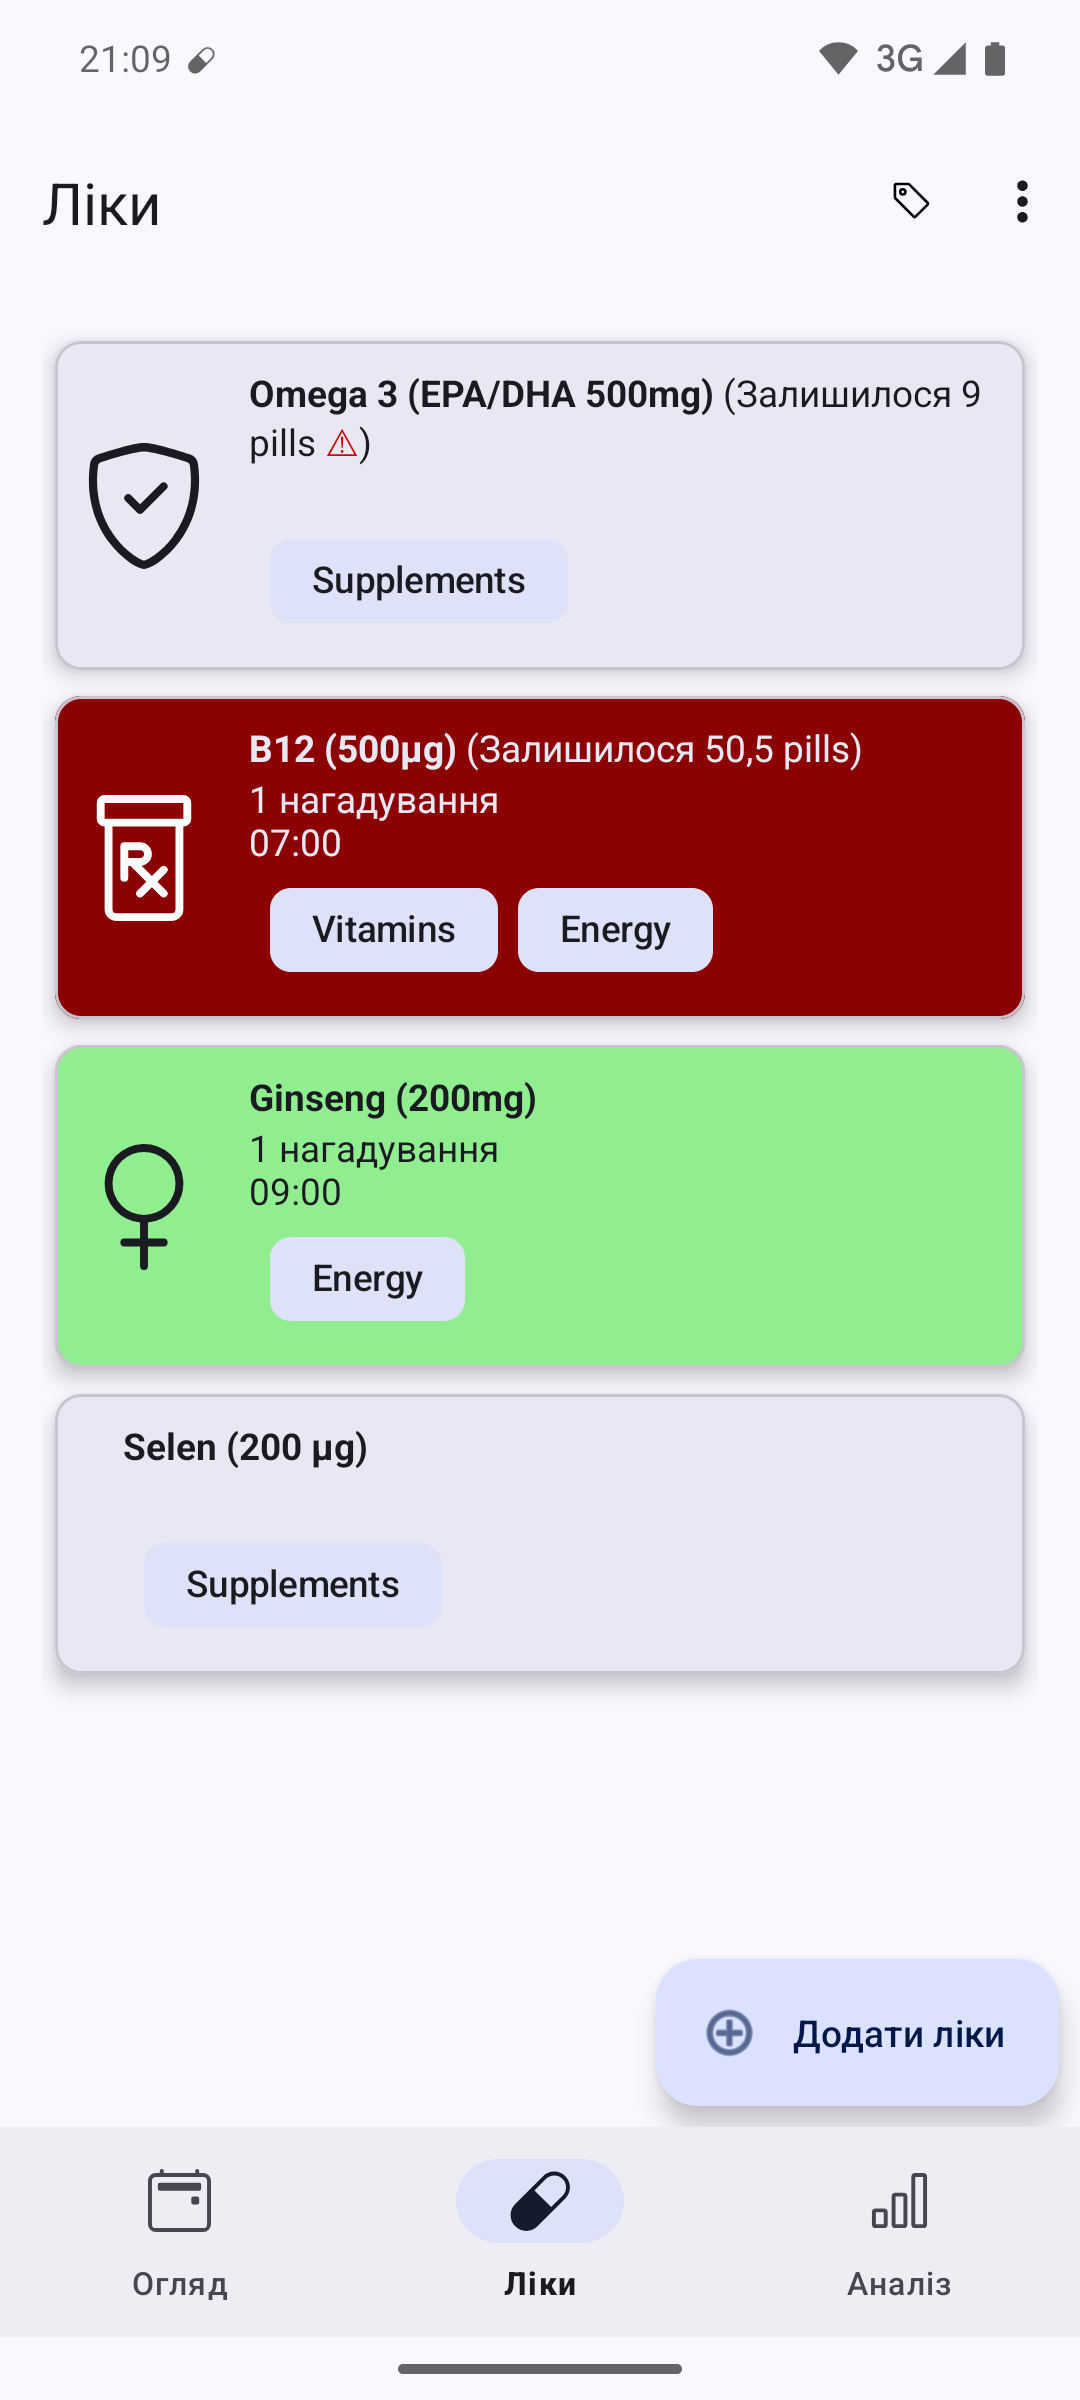 21:09
3G
Ліки
Omega 3 (EPA/DHA 500mg) (Залишилося 9
pills ⚠)
Supplements
B12 (500µg) (Залишилося 50,5 pills)
1 нагадування
07:00
Rx
Vitamins
Energy
Ginseng (200mg)
1 нагадування
09:00
Energy
Selen (200 µg)
Supplements
Додати ліки
Огляд
Ліки
Аналіз